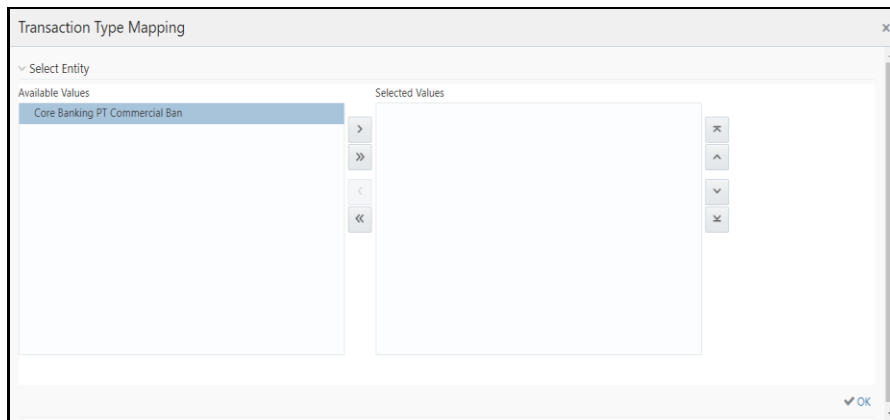 Transaction Type Mapping
Select Entity
Available Values
Selected Values
Core Banking PT Commercial Ban
OK